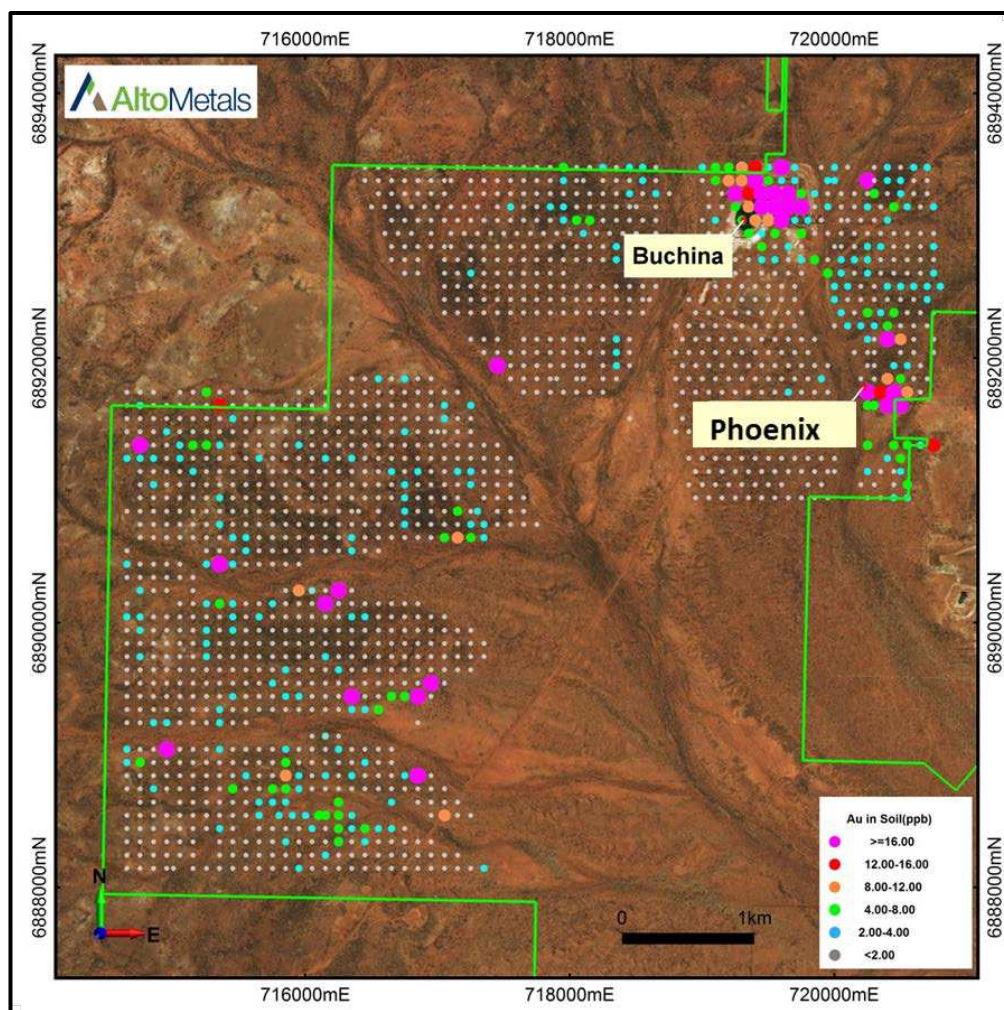 716000mE
718000mE
720000mE
AltoMetals
6894000mN
6894000mN
Buchina
6892000mN
6892000mN
Phoenix
6890000mN
6890000mN
Au in Soil(ppb)
>=16.00
12.00-16.00
8.00-12.00
4.00-8.00
2.00-4.00
<2.00
N
E
0
1km
6888000mN
6888000mN
716000mE
718000mE
720000mE